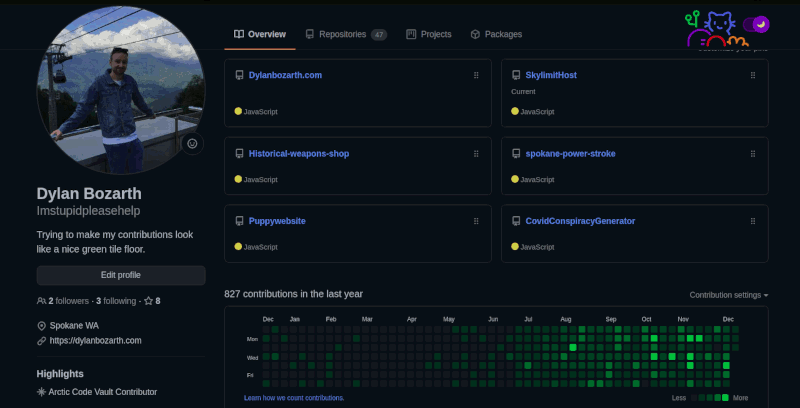 Overview
Repositories 47
Projects
Packages
Dylanbozarth.com
JavaScript
SkylimitHost
Current
JavaScript
Historical-weapons-shop
JavaScript
spokane-power-stroke
JavaScript
Puppywebsite
JavaScript
CovidConspiracyGenerator
JavaScript
Dylan Bozarth
Imstupidpleasehelp
Trying to make my contributions look
like a nice green tile floor.
Edit profile
2 followers · 3 following · 8
Spokane WA
https://dylanbozarth.com
Highlights
Arctic Code Vault Contributor
827 contributions in the last year
Contribution settings
Dec Jan Feb Mar Apr May Jun Jul Aug Sep Oct Nov Dec
Mon
Wed
Fri
Learn how we count contributions.
Less More